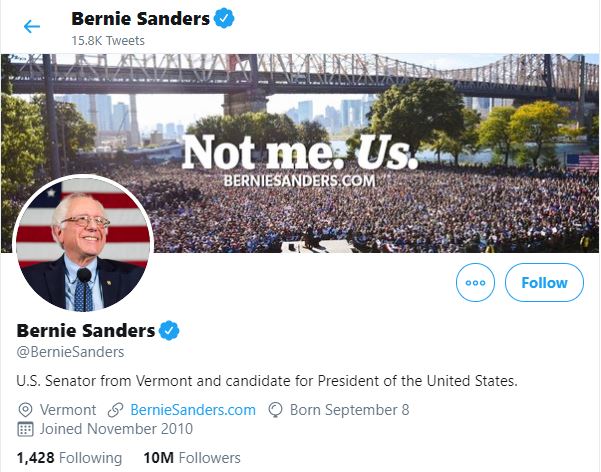 Bernie Sanders
15.8K Tweets
Not me. Us.
BERNIESANDERS.COM
Follow
Bernie Sanders
@BernieSanders
U.S. Senator from Vermont and candidate for President of the United States.
Vermont BernieSanders.com Born September 8
Joined November 2010
1,428 Following 10M Followers